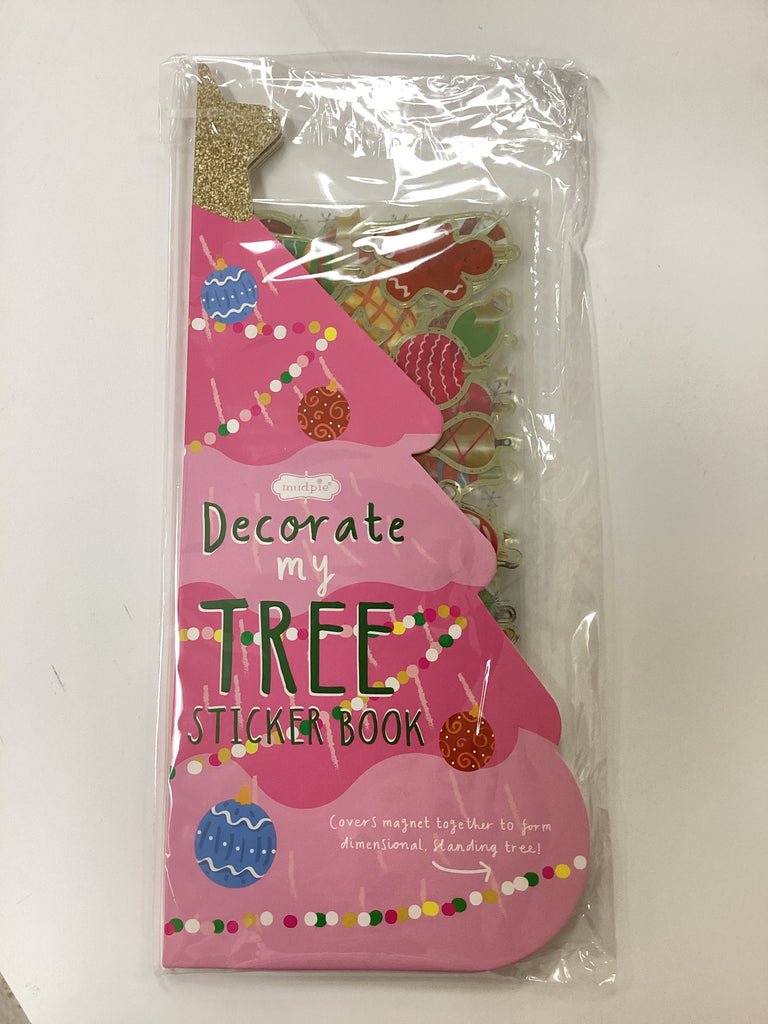 mudpie®
Decorate
my
TREE
STICKER BOOK
Covers magnet together to form
dimensional, standing tree!